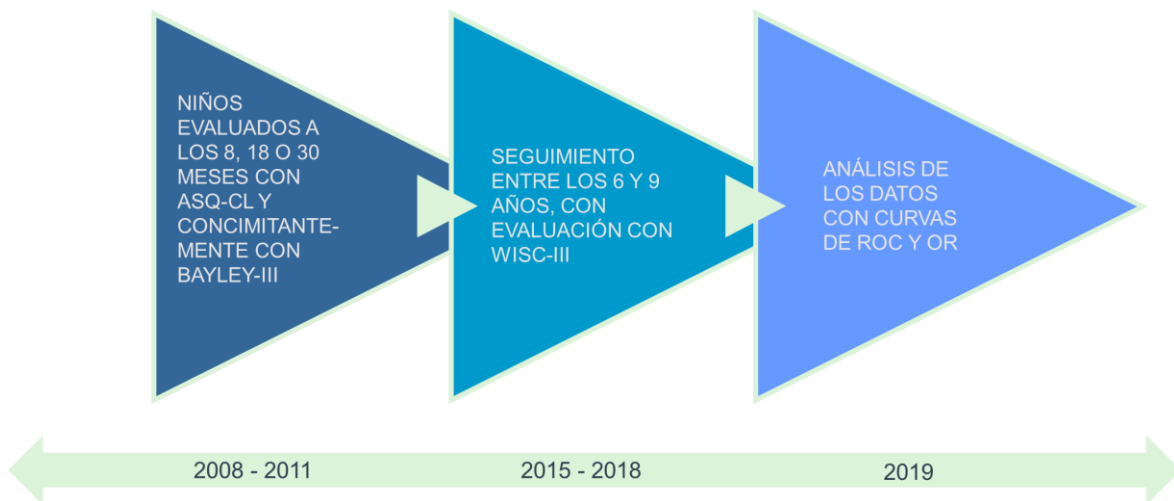 NIÑOS
EVALUADOS A
LOS 8, 18 O 30
MESES CON
ASQ-CL Y
CONCIMITANTE-
MENTE CON
BAYLEY-III
SEGUIMIENTO
ENTRE LOS 6 Y 9
AÑOS, CON
EVALUACIÓN CON
WISC-III
ANÁLISIS DE
LOS DATOS
CON CURVAS
DE ROC Y OR
2008 - 2011
2015 - 2018
2019